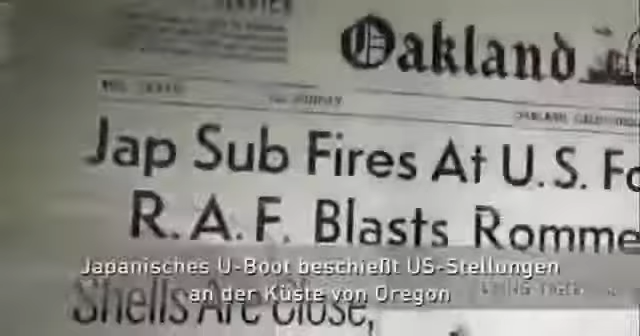 Oakland
Jap Sub Fires At U.S.
R.A.F. Blasts Romme
Japanisches U-Boot beschießt US-Stellungen
an der Küste von Oregon
Shells Are Close,